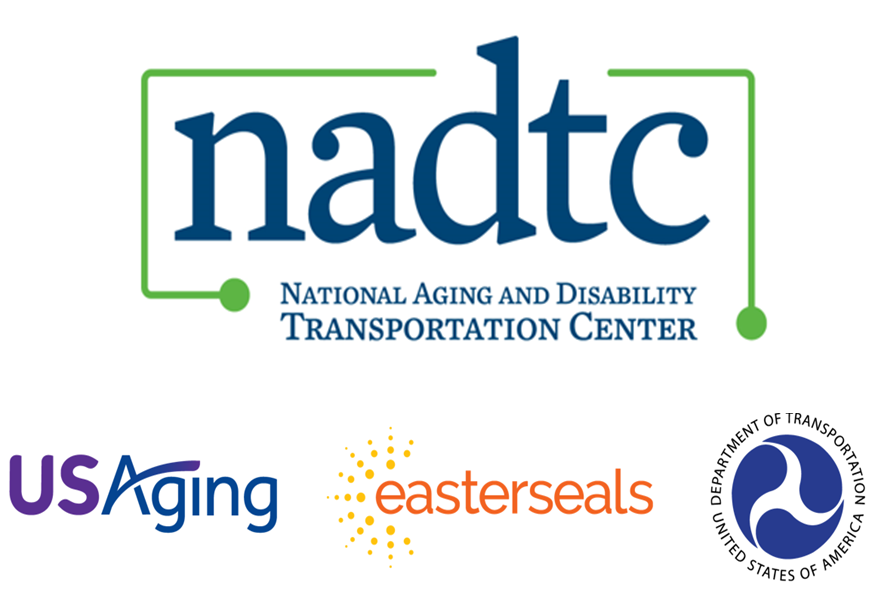 nadtc
National Aging and Disability
Transportation Center
USAging
easterseals
DEPARTMENT OF TRANSPORTATION
UNITED STATES OF AMERICA